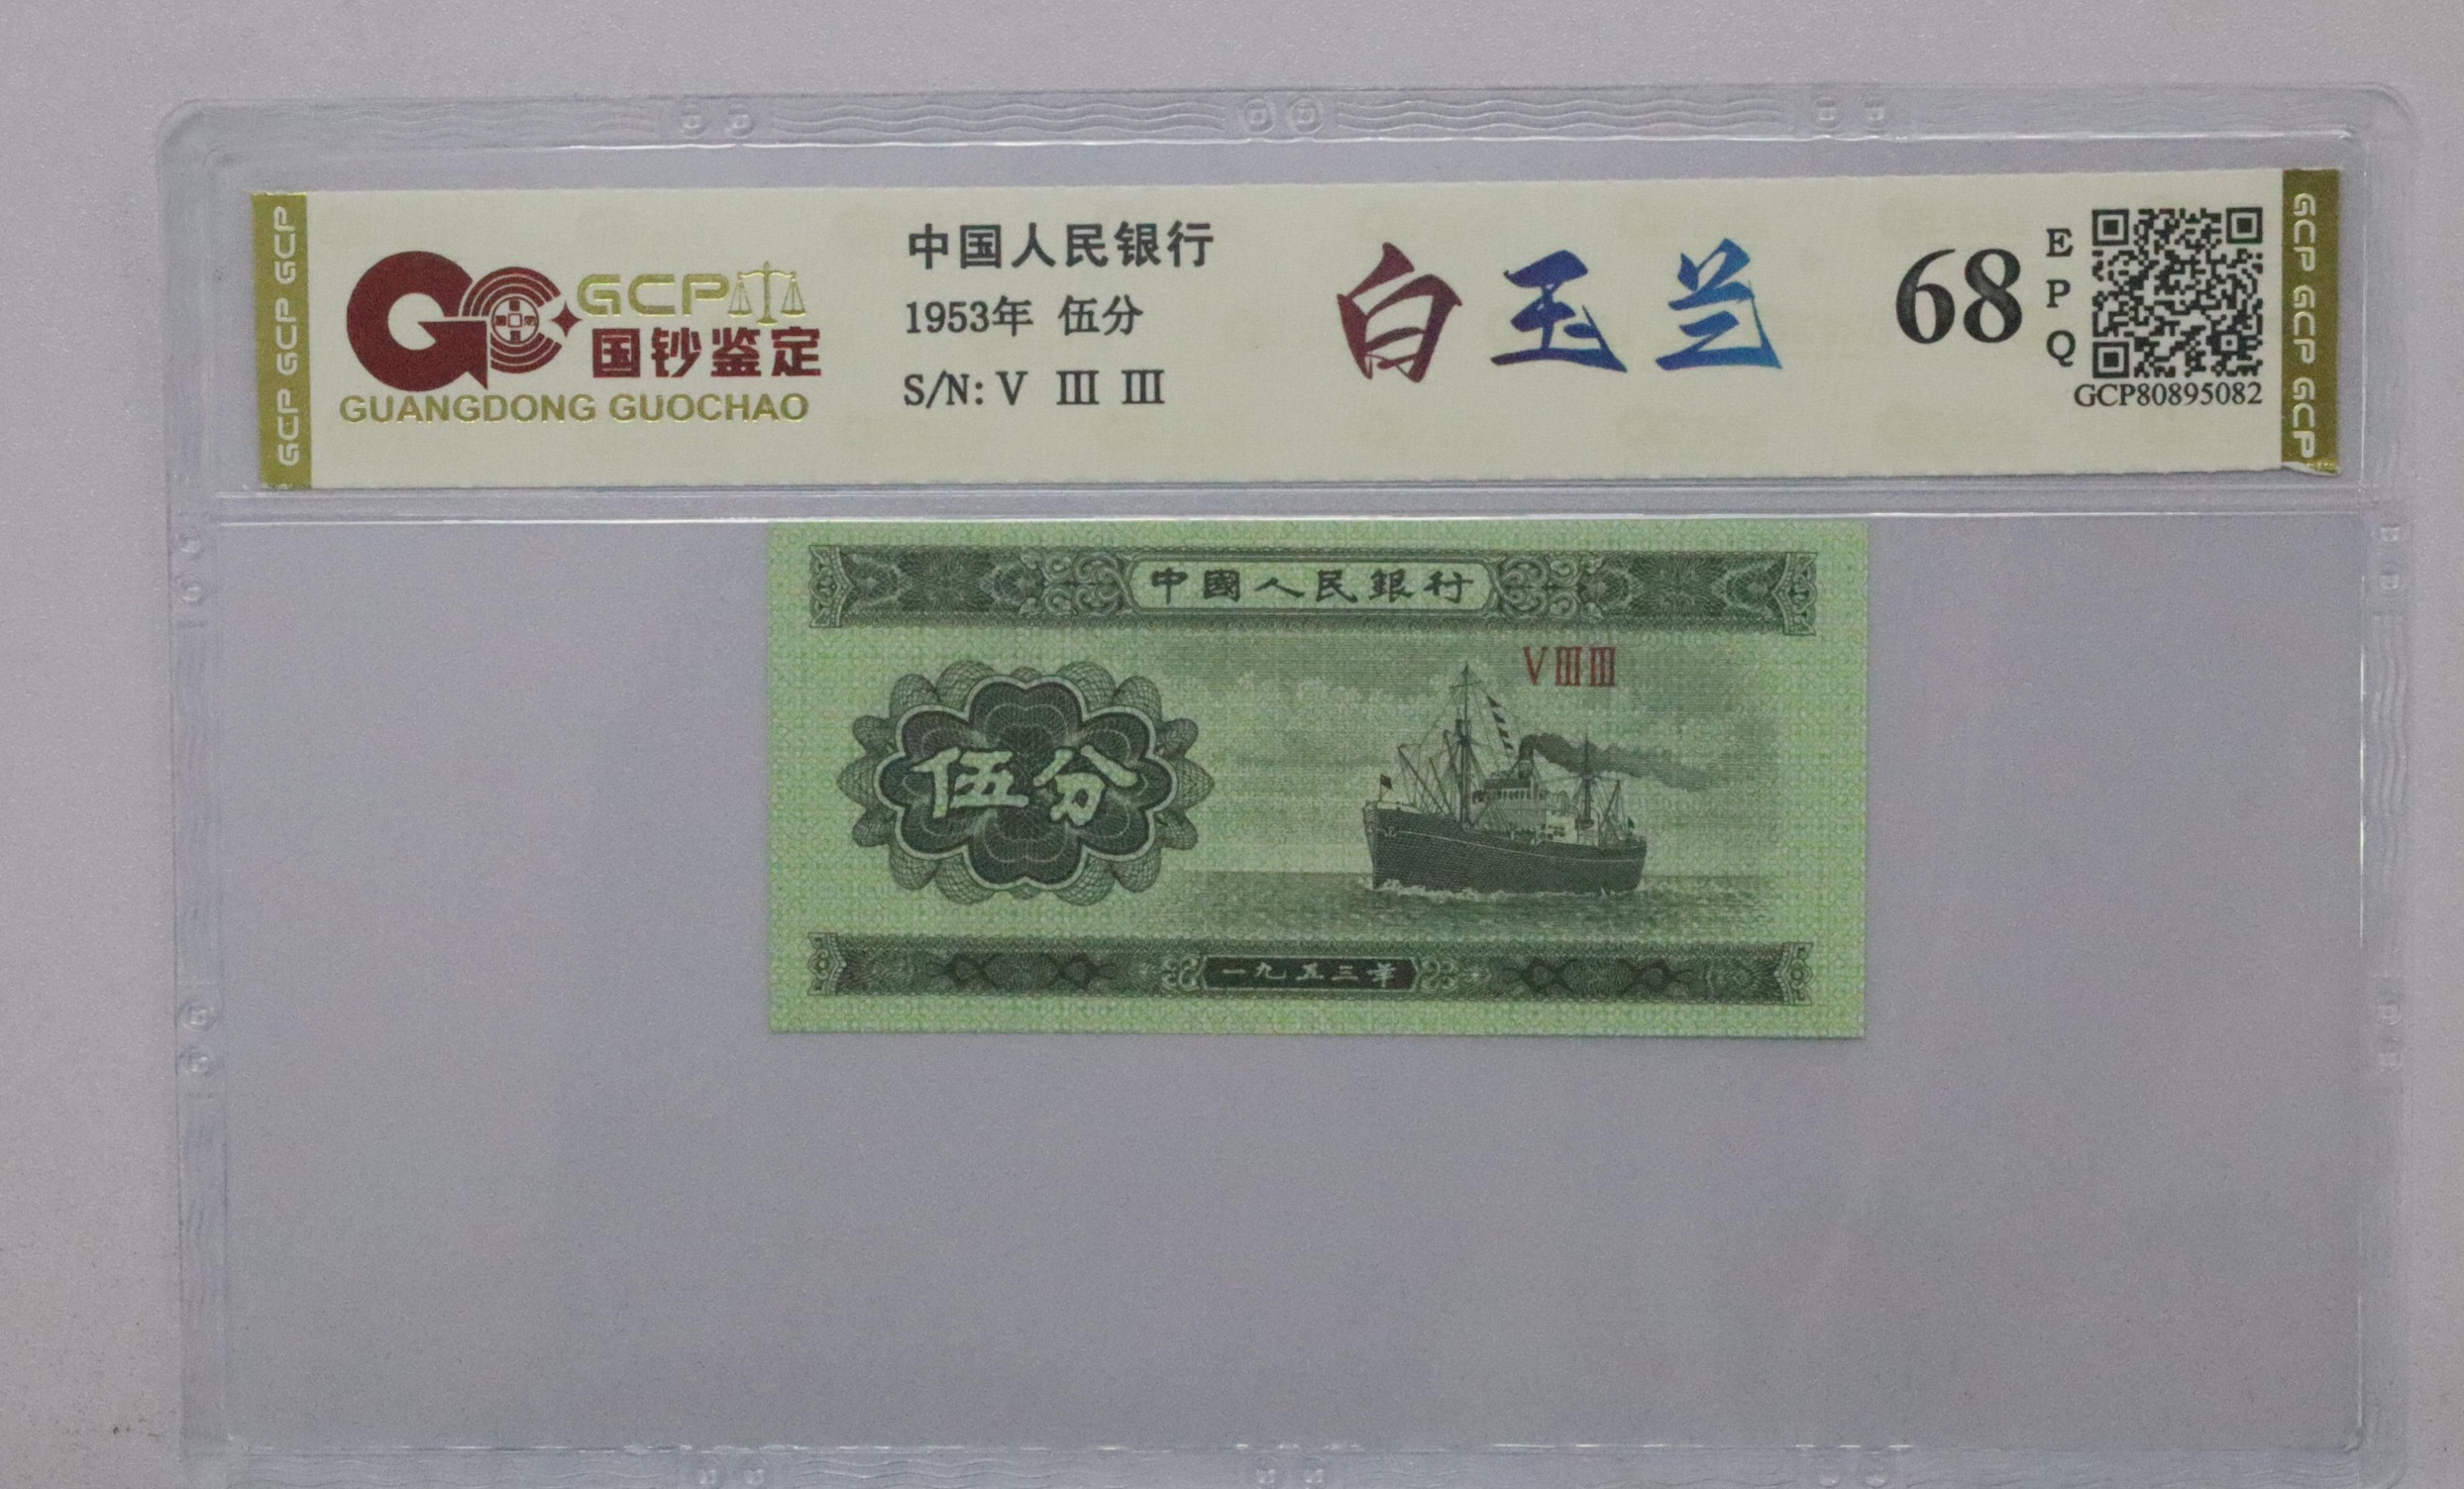 GCP GCP GCP
GCP
国钞鉴定
GUANGDONG GUOCHAO
中国人民银行
1953年 伍分
S/N: V III III
白玉兰
68
EPQ
GCP80895082
GCP GCP GCP
中國人民銀行
V III III
伍分
一九五三年